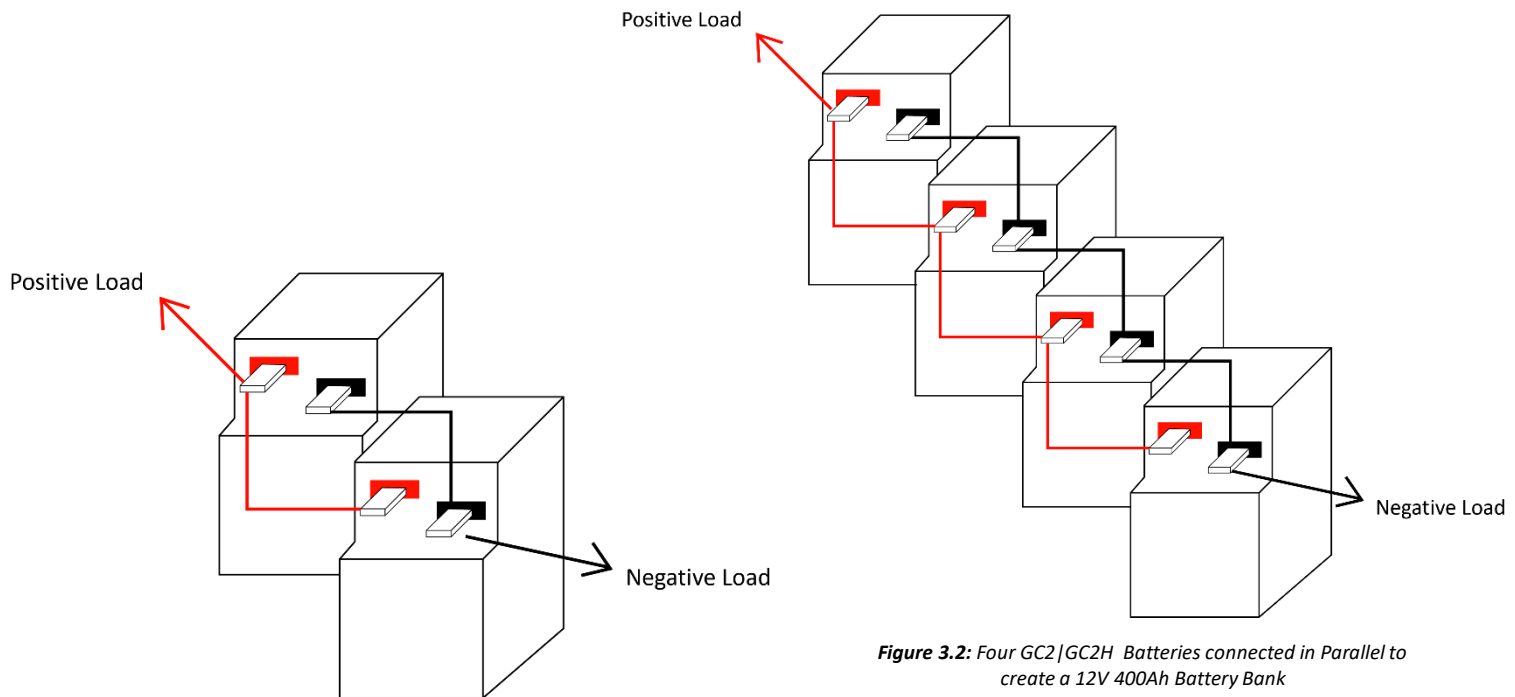 Positive Load
Negative Load
Positive Load
Negative Load
Figure 3.2: Four GC2|GC2H Batteries connected in Parallel to
create a 12V 400Ah Battery Bank